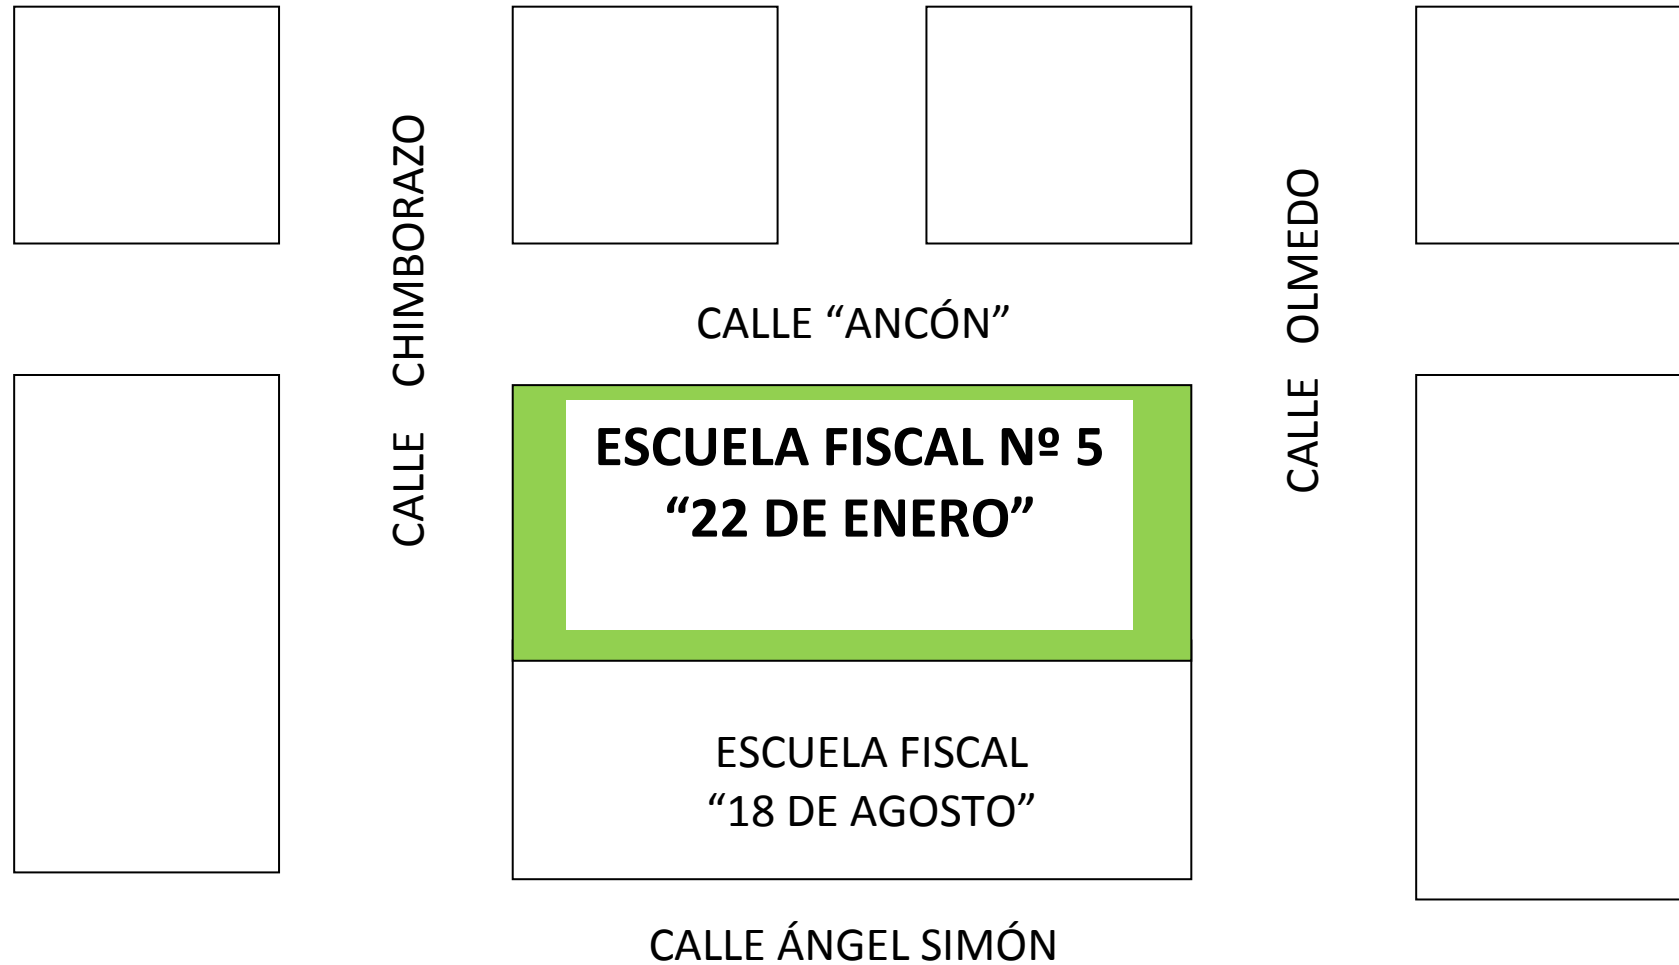 CALLE CHIMBORAZO
CALLE OLMEDO
CALLE “ANCÓN”
ESCUELA FISCAL Nº 5
“22 DE ENERO”
ESCUELA FISCAL
“18 DE AGOSTO”
CALLE ÁNGEL SIMÓN